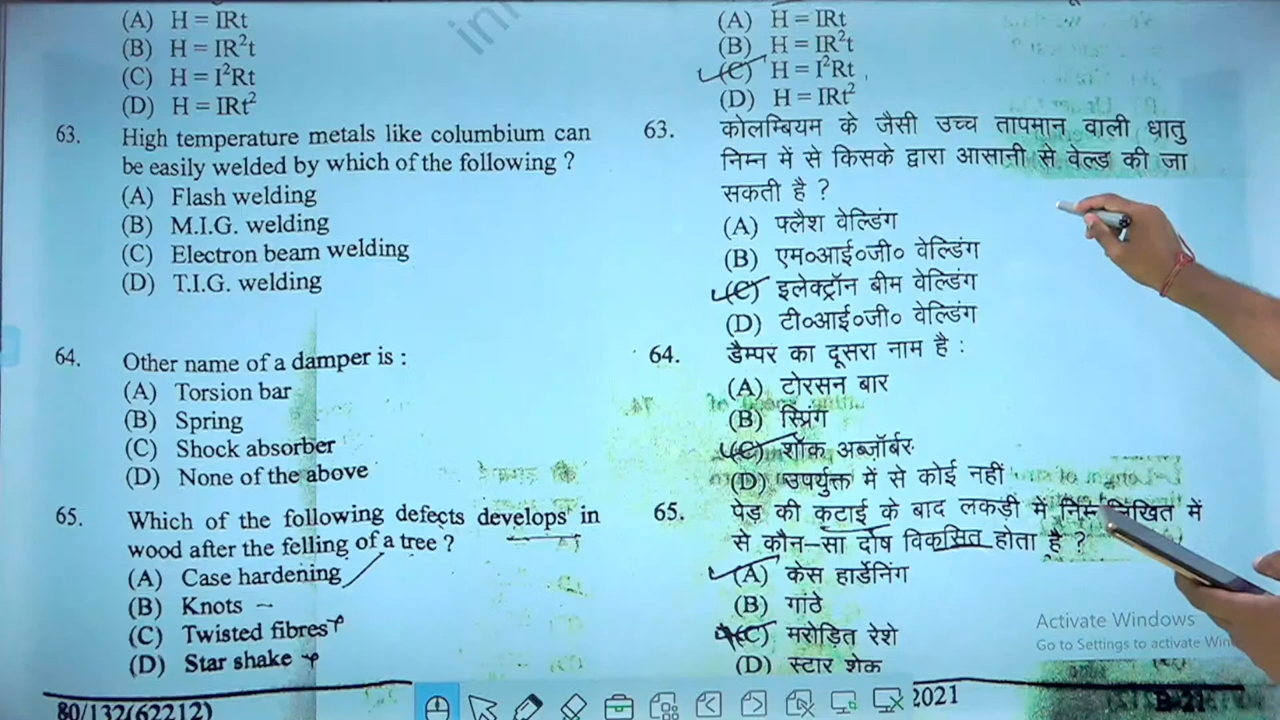 (A) H = IRt
(B) H = IR²t
(C) H = I²Rt
(D) H = IRt²
63. High temperature metals like columbium can
be easily welded by which of the following ?
(A) Flash welding
(B) M.I.G. welding
(C) Electron beam welding
(D) T.I.G. welding
64. Other name of a damper is :
(A) Torsion bar
(B) Spring
(C) Shock absorber
(D) None of the above
65. Which of the following defects develops in
wood after the felling of a tree ?
(A) Case hardening
(B) Knots
(C) Twisted fibres
(D) Star shake
80/132(62212)
(A) H = IRt
(B) H = IR²t
(C) H = I²Rt
(D) H = IRt²
63. कोलम्बियम के जैसी उच्च तापमान वाली धातु
निम्न में से किसके द्वारा आसानी से वेल्ड की जा
सकती है ?
(A) फ्लैश वेल्डिंग
(B) एम०आई०जी० वेल्डिंग
(C) इलेक्ट्रॉन बीम वेल्डिंग
(D) टी०आई०जी० वेल्डिंग
64. डैम्पर का दूसरा नाम है :
(A) टोरसन बार
(B) स्प्रिंग
(C) शॉक अब्जॉर्बर
(D) उपर्युक्त में से कोई नहीं
65. पेड़ की कटाई के बाद लकड़ी में निम्नलिखित में
से कौन-सा दोष विकसित होता है ?
(A) केस हार्डेनिंग
(B) गांठे
(C) मरोड़ित रेशे
(D) स्टार शेक
2021 B-21
Activate Windows
Go to Settings to activate Win